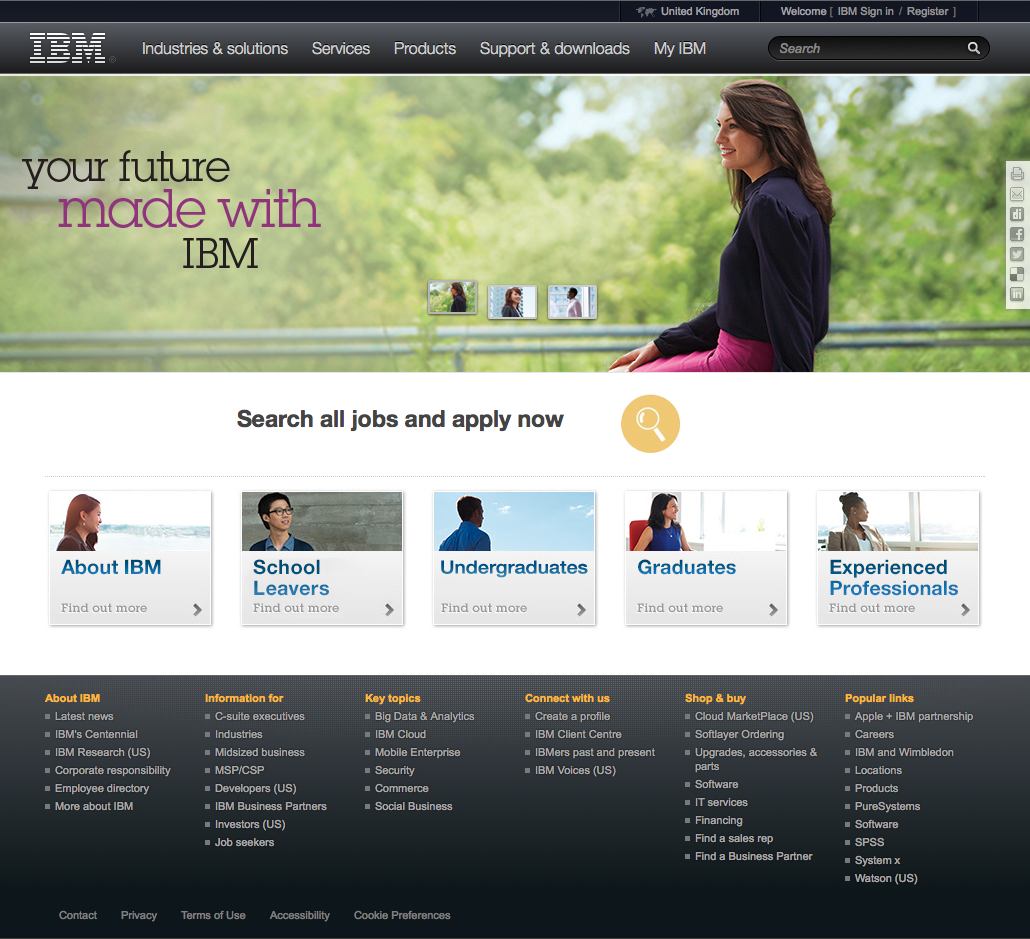 United Kingdom
Welcome [ IBM Sign in / Register ]
IBM®
Industries & solutions
Services
Products
Support & downloads
My IBM
Search
your future
made with
IBM
Search all jobs and apply now
About IBM
Find out more
School
Leavers
Find out more
Undergraduates
Find out more
Graduates
Find out more
Experienced
Professionals
Find out more
About IBM
Latest news
IBM's Centennial
IBM Research (US)
Corporate responsibility
Employee directory
More about IBM
Information for
C-suite executives
Industries
Midsized business
MSP/CSP
Developers (US)
IBM Business Partners
Investors (US)
Job seekers
Key topics
Big Data & Analytics
IBM Cloud
Mobile Enterprise
Security
Commerce
Social Business
Connect with us
Create a profile
IBM Client Centre
IBMers past and present
IBM Voices (US)
Shop & buy
Cloud MarketPlace (US)
Softlayer Ordering
Upgrades, accessories &
parts
Software
IT services
Financing
Find a sales rep
Find a Business Partner
Popular links
Apple + IBM partnership
Careers
IBM and Wimbledon
Locations
Products
PureSystems
Software
SPSS
System x
Watson (US)
Contact
Privacy
Terms of Use
Accessibility
Cookie Preferences